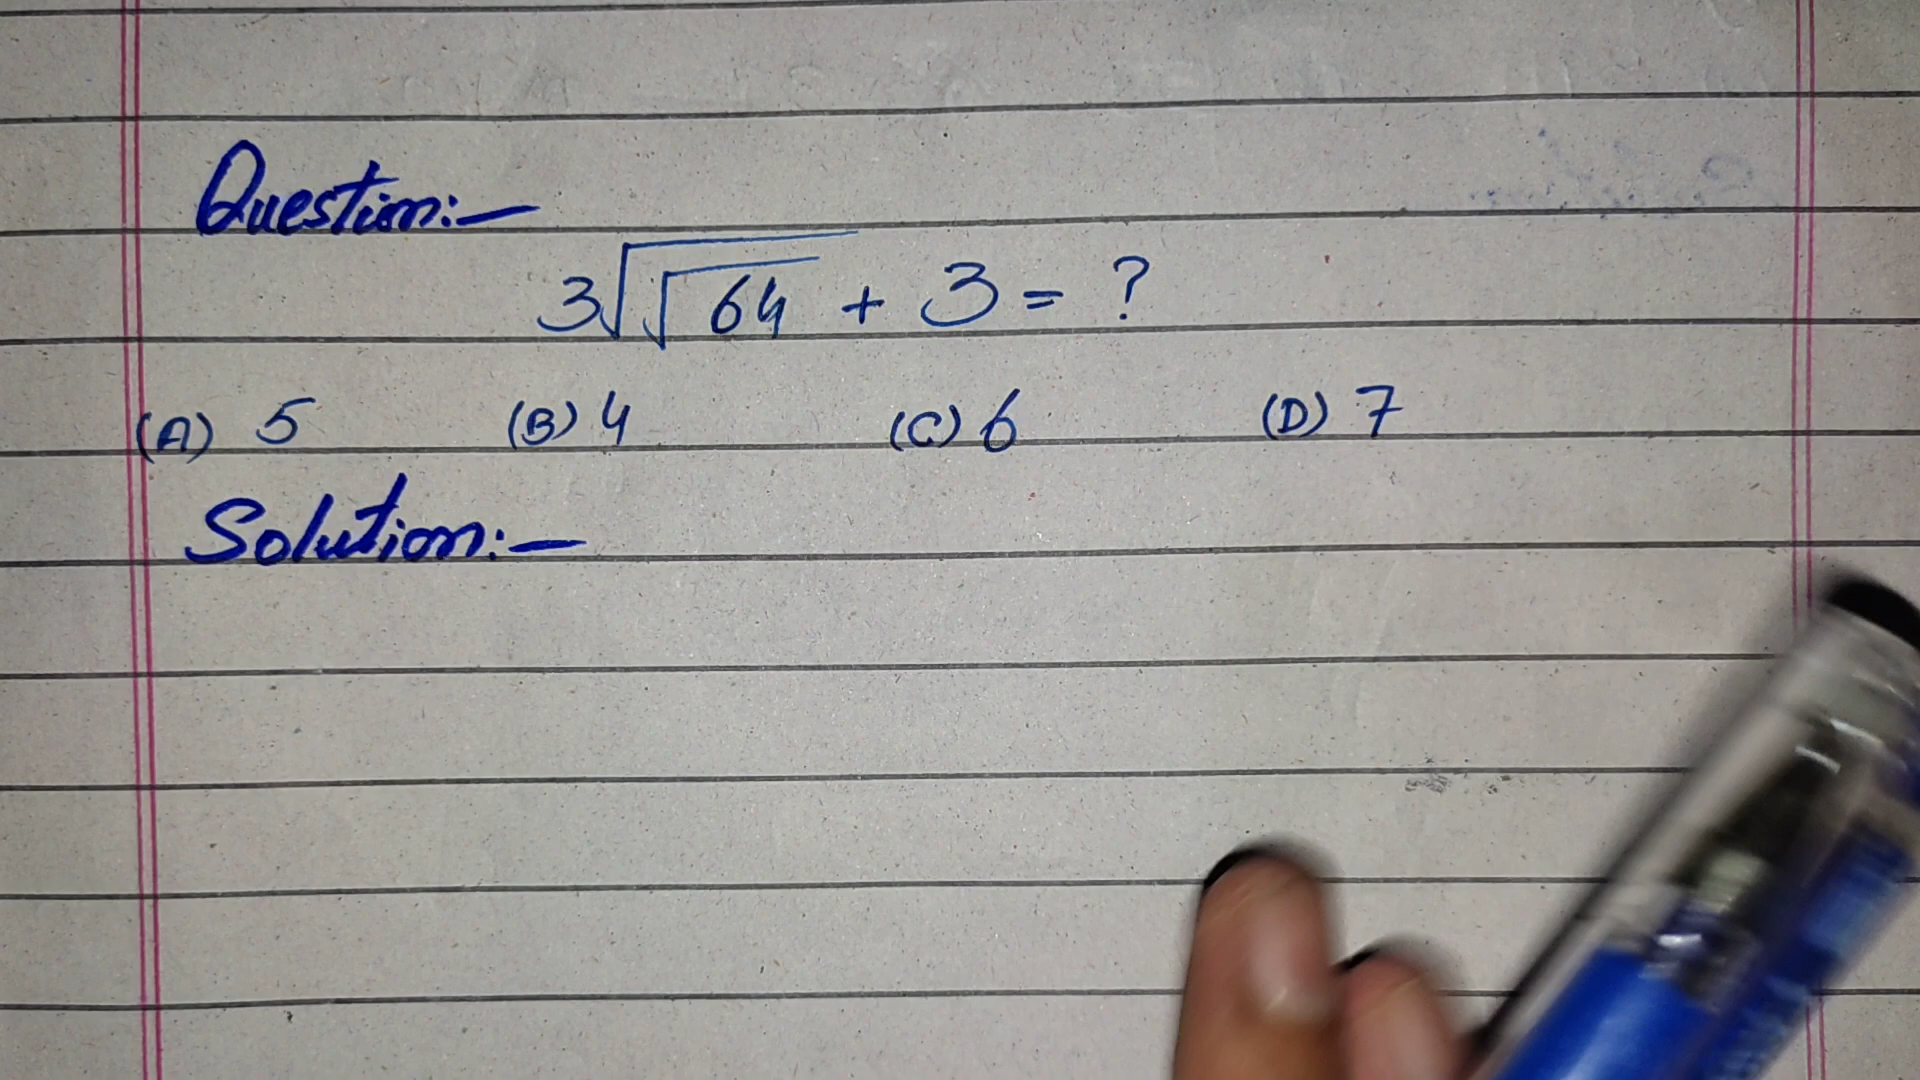 Question:-
3√√64 + 3 = ?
(A) 5 (B) 4 (C) 6 (D) 7
Solution:-